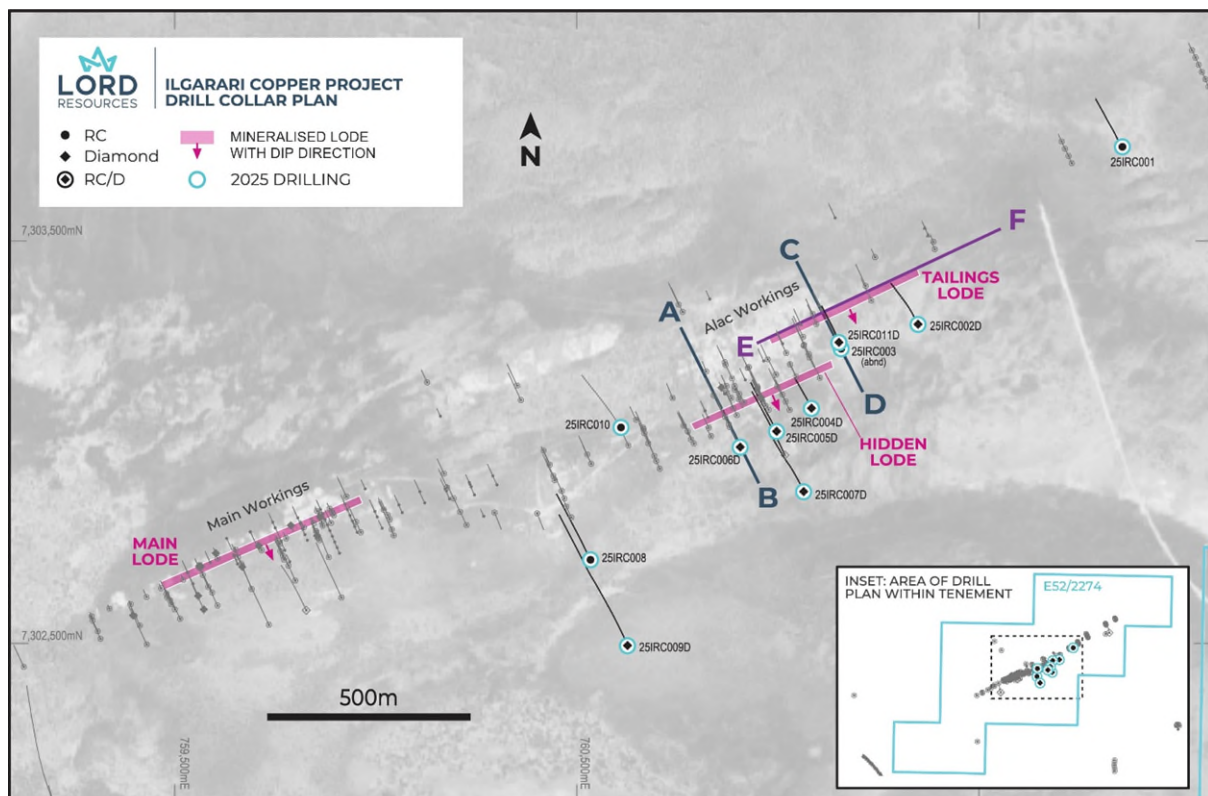 LORD
RESOURCES
ILGARARI COPPER PROJECT
DRILL COLLAR PLAN
RC
Diamond
RC/D
MINERALISED LODE
WITH DIP DIRECTION
2025 DRILLING
N
25IRC001
7,303,500mN
F
C
TAILINGS
LODE
Alac Workings
A
25IRC002D
E
25IRC011D
25IRC003
(abnd)
D
25IRC004D
25IRC010
25IRC005D
HIDDEN
LODE
25IRC006D
B
25IRC007D
Main Workings
MAIN
LODE
25IRC008
INSET: AREA OF DRILL
PLAN WITHIN TENEMENT
E52/2274
7,302,500mN
25IRC009D
500m
759,500mE
760,500mE